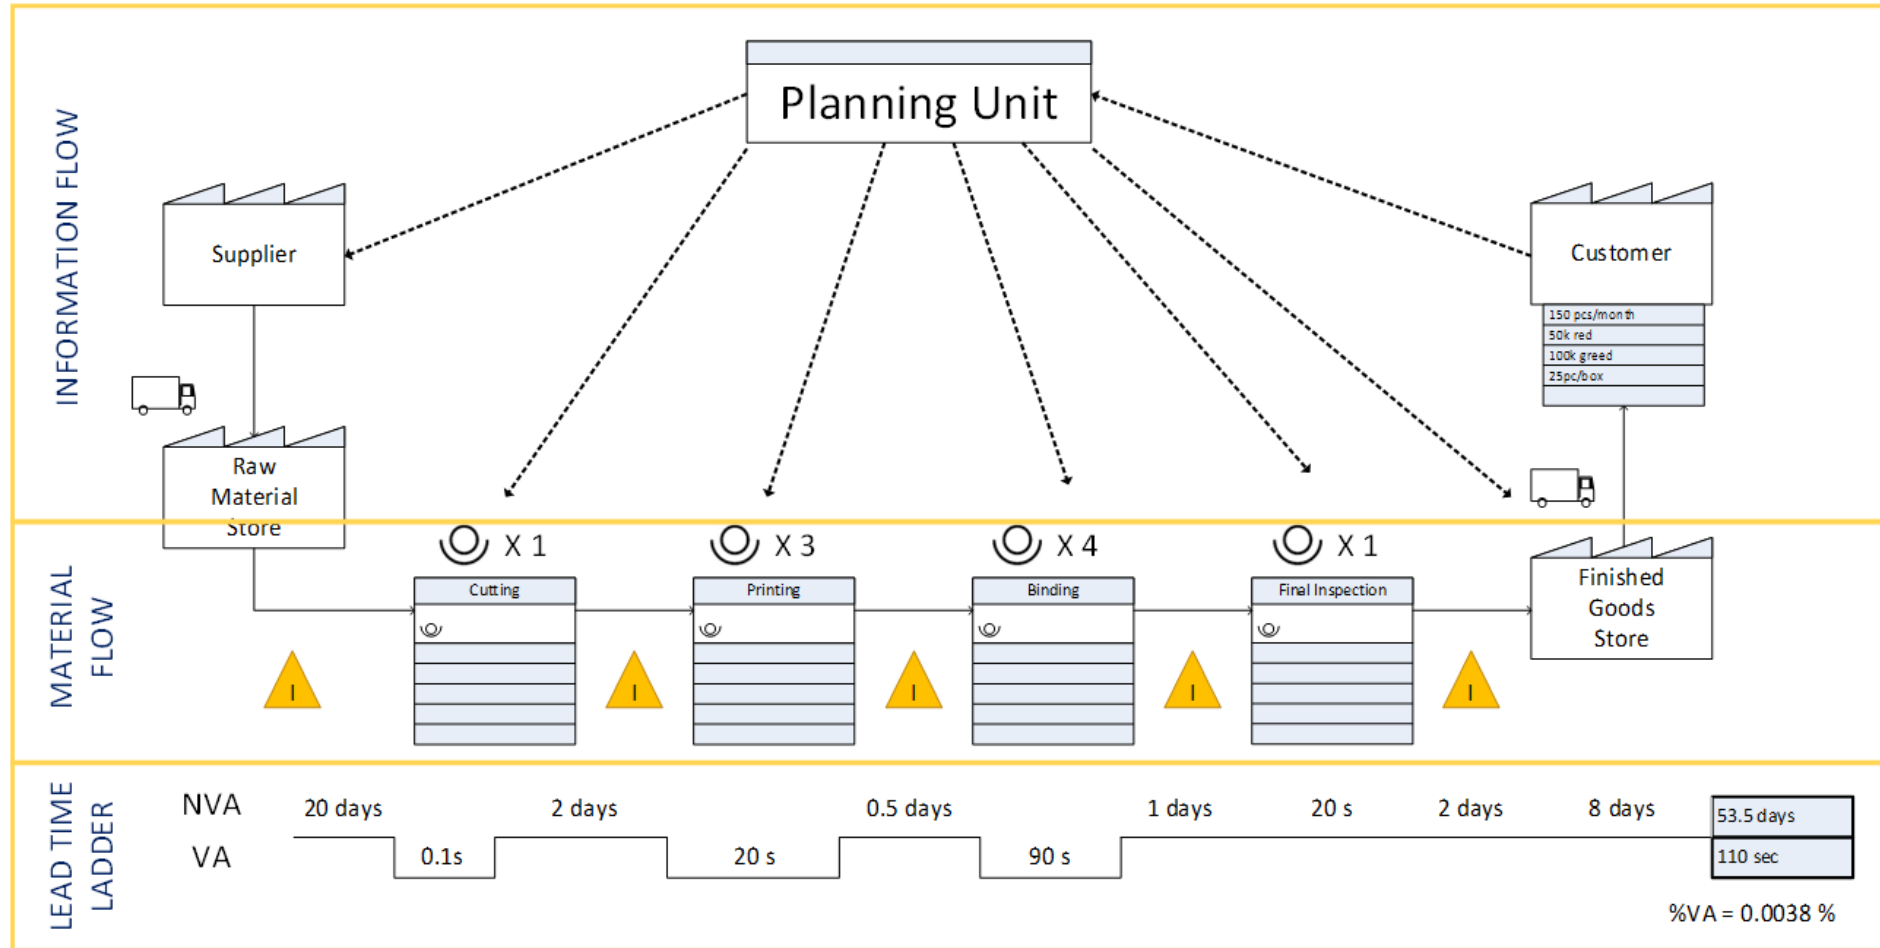 INFORMATION FLOW
Planning Unit
Supplier
Customer
150 pcs/month
50k red
100k greed
25pc/box
Raw
Material
Store
MATERIAL
FLOW
X 1
X 3
X 4
X 1
Cutting
Printing
Binding
Final Inspection
Finished
Goods
Store
I
I
I
I
I
LEAD TIME
LADDER
NVA
20 days
2 days
0.5 days
1 days
20 s
2 days
8 days
53.5 days
VA
0.1s
20 s
90 s
110 sec
%VA = 0.0038 %